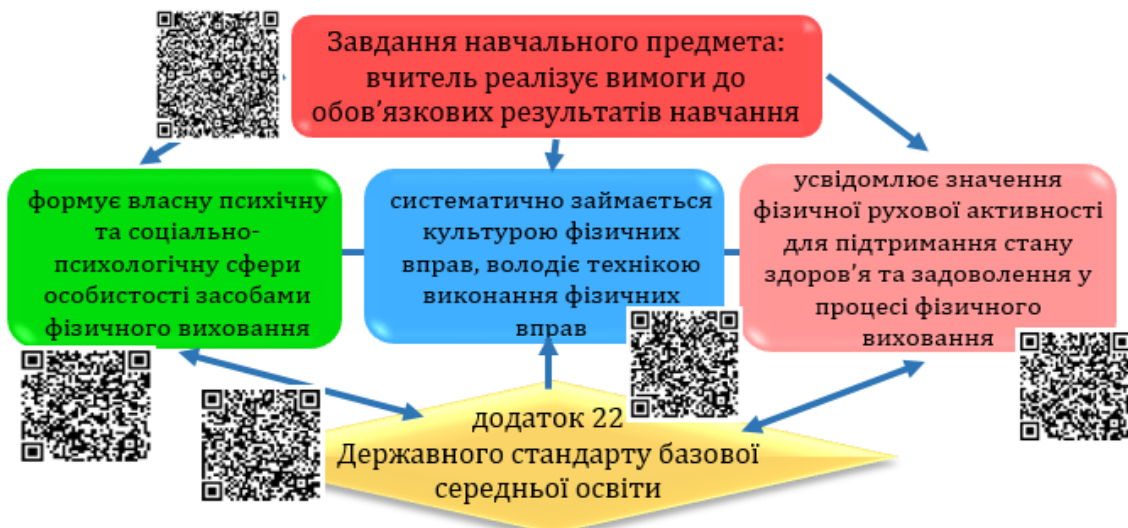 Завдання навчального предмета:
вчитель реалізує вимоги до
обов’язкових результатів навчання
формує власну психічну
та соціально-
психологічну сфери
особистості засобами
фізичного виховання
систематично займається
культурою фізичних
вправ, володіє технікою
виконання фізичних
вправ
усвідомлює значення
фізичної рухової активності
для підтримання стану
здоров’я та задоволення у
процесі фізичного
виховання
додаток 22
Державного стандарту базової
середньої освіти